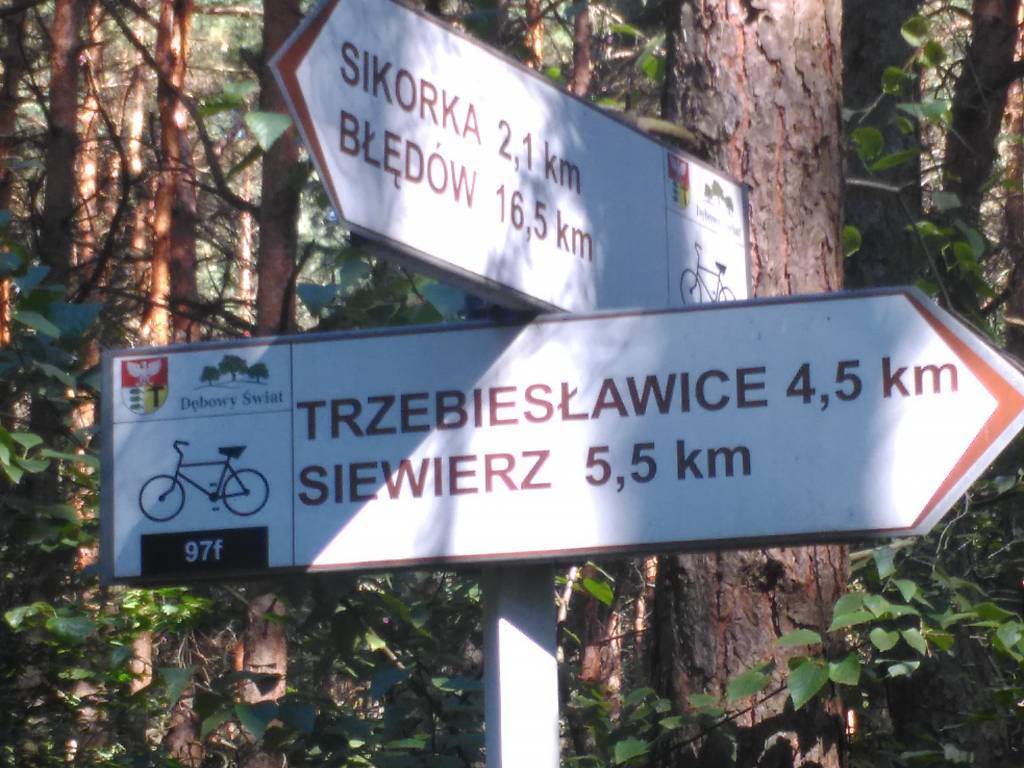 SIKORKA 2,1 km
BŁĘDÓW 16,5 km
Dębowy
Dębowy Świat
TRZEBIESŁAWICE 4,5 km
SIEWIERZ 5,5 km
97f